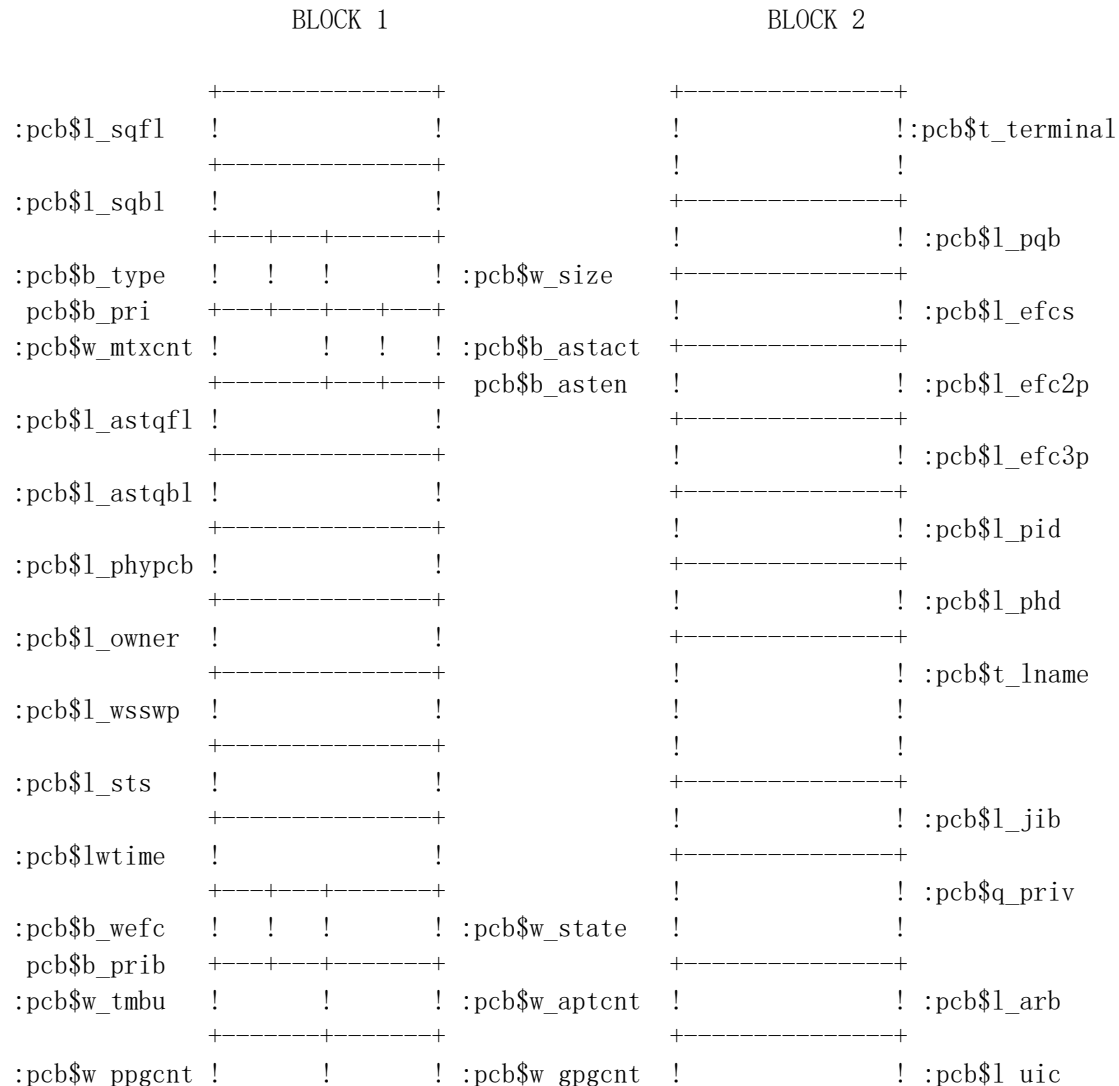 BLOCK 1 BLOCK 2
+---------------+ +---------------+
:pcb$l_sqfl ! ! ! !:pcb$t_terminal
+---------------+ ! !
:pcb$l_sqbl ! ! +---------------+
+---+---+-------+ ! ! :pcb$l_pqb
:pcb$b_type ! ! ! ! :pcb$w_size +---------------+
pcb$b_pri +---+---+---+---+ ! ! :pcb$l_efcs
:pcb$w_mtxcnt ! ! ! ! :pcb$b_astact +---------------+
+-------+---+---+ pcb$b_asten ! ! :pcb$l_efc2p
:pcb$l_astqfl ! ! +---------------+
+---------------+ ! ! :pcb$l_efc3p
:pcb$l_astqbl ! ! +---------------+
+---------------+ ! ! :pcb$l_pid
:pcb$l_phypcb ! ! +---------------+
+---------------+ ! ! :pcb$l_phd
:pcb$l_owner ! ! +---------------+
+---------------+ ! ! :pcb$t_lname
:pcb$l_wsswp ! ! ! !
+---------------+ ! !
:pcb$l_sts ! ! +---------------+
+---------------+ ! ! :pcb$l_jib
:pcb$lwtime ! ! +---------------+
+---+---+-------+ ! ! :pcb$q_priv
:pcb$b_wefc ! ! ! ! :pcb$w_state ! !
pcb$b_prib +---+---+-------+ +---------------+
:pcb$w_tmbu ! ! ! :pcb$w_aptcnt ! ! :pcb$l_arb
+-------+-------+ +---------------+
:pcb$w_ppgcnt ! ! ! :pcb$w_gpgcnt ! ! :pcb$l_uic